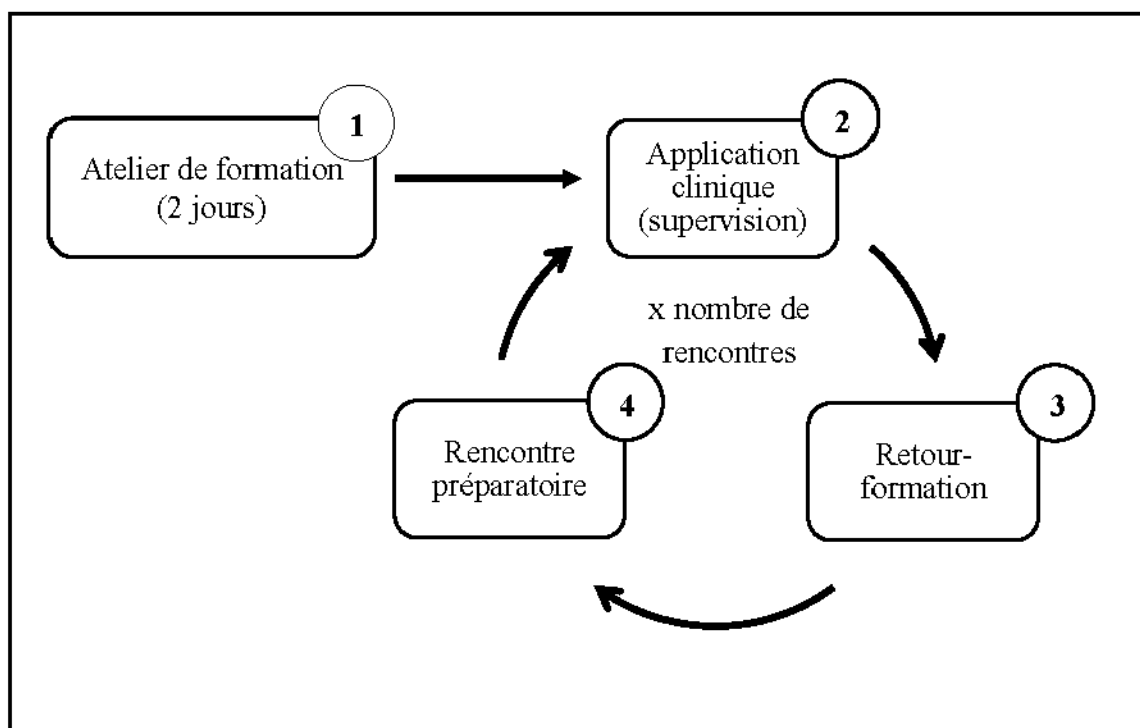 1
Atelier de formation
(2 jours)
2
Application
clinique
(supervision)
x nombre de
rencontres
3
Retour-
formation
4
Rencontre
préparatoire